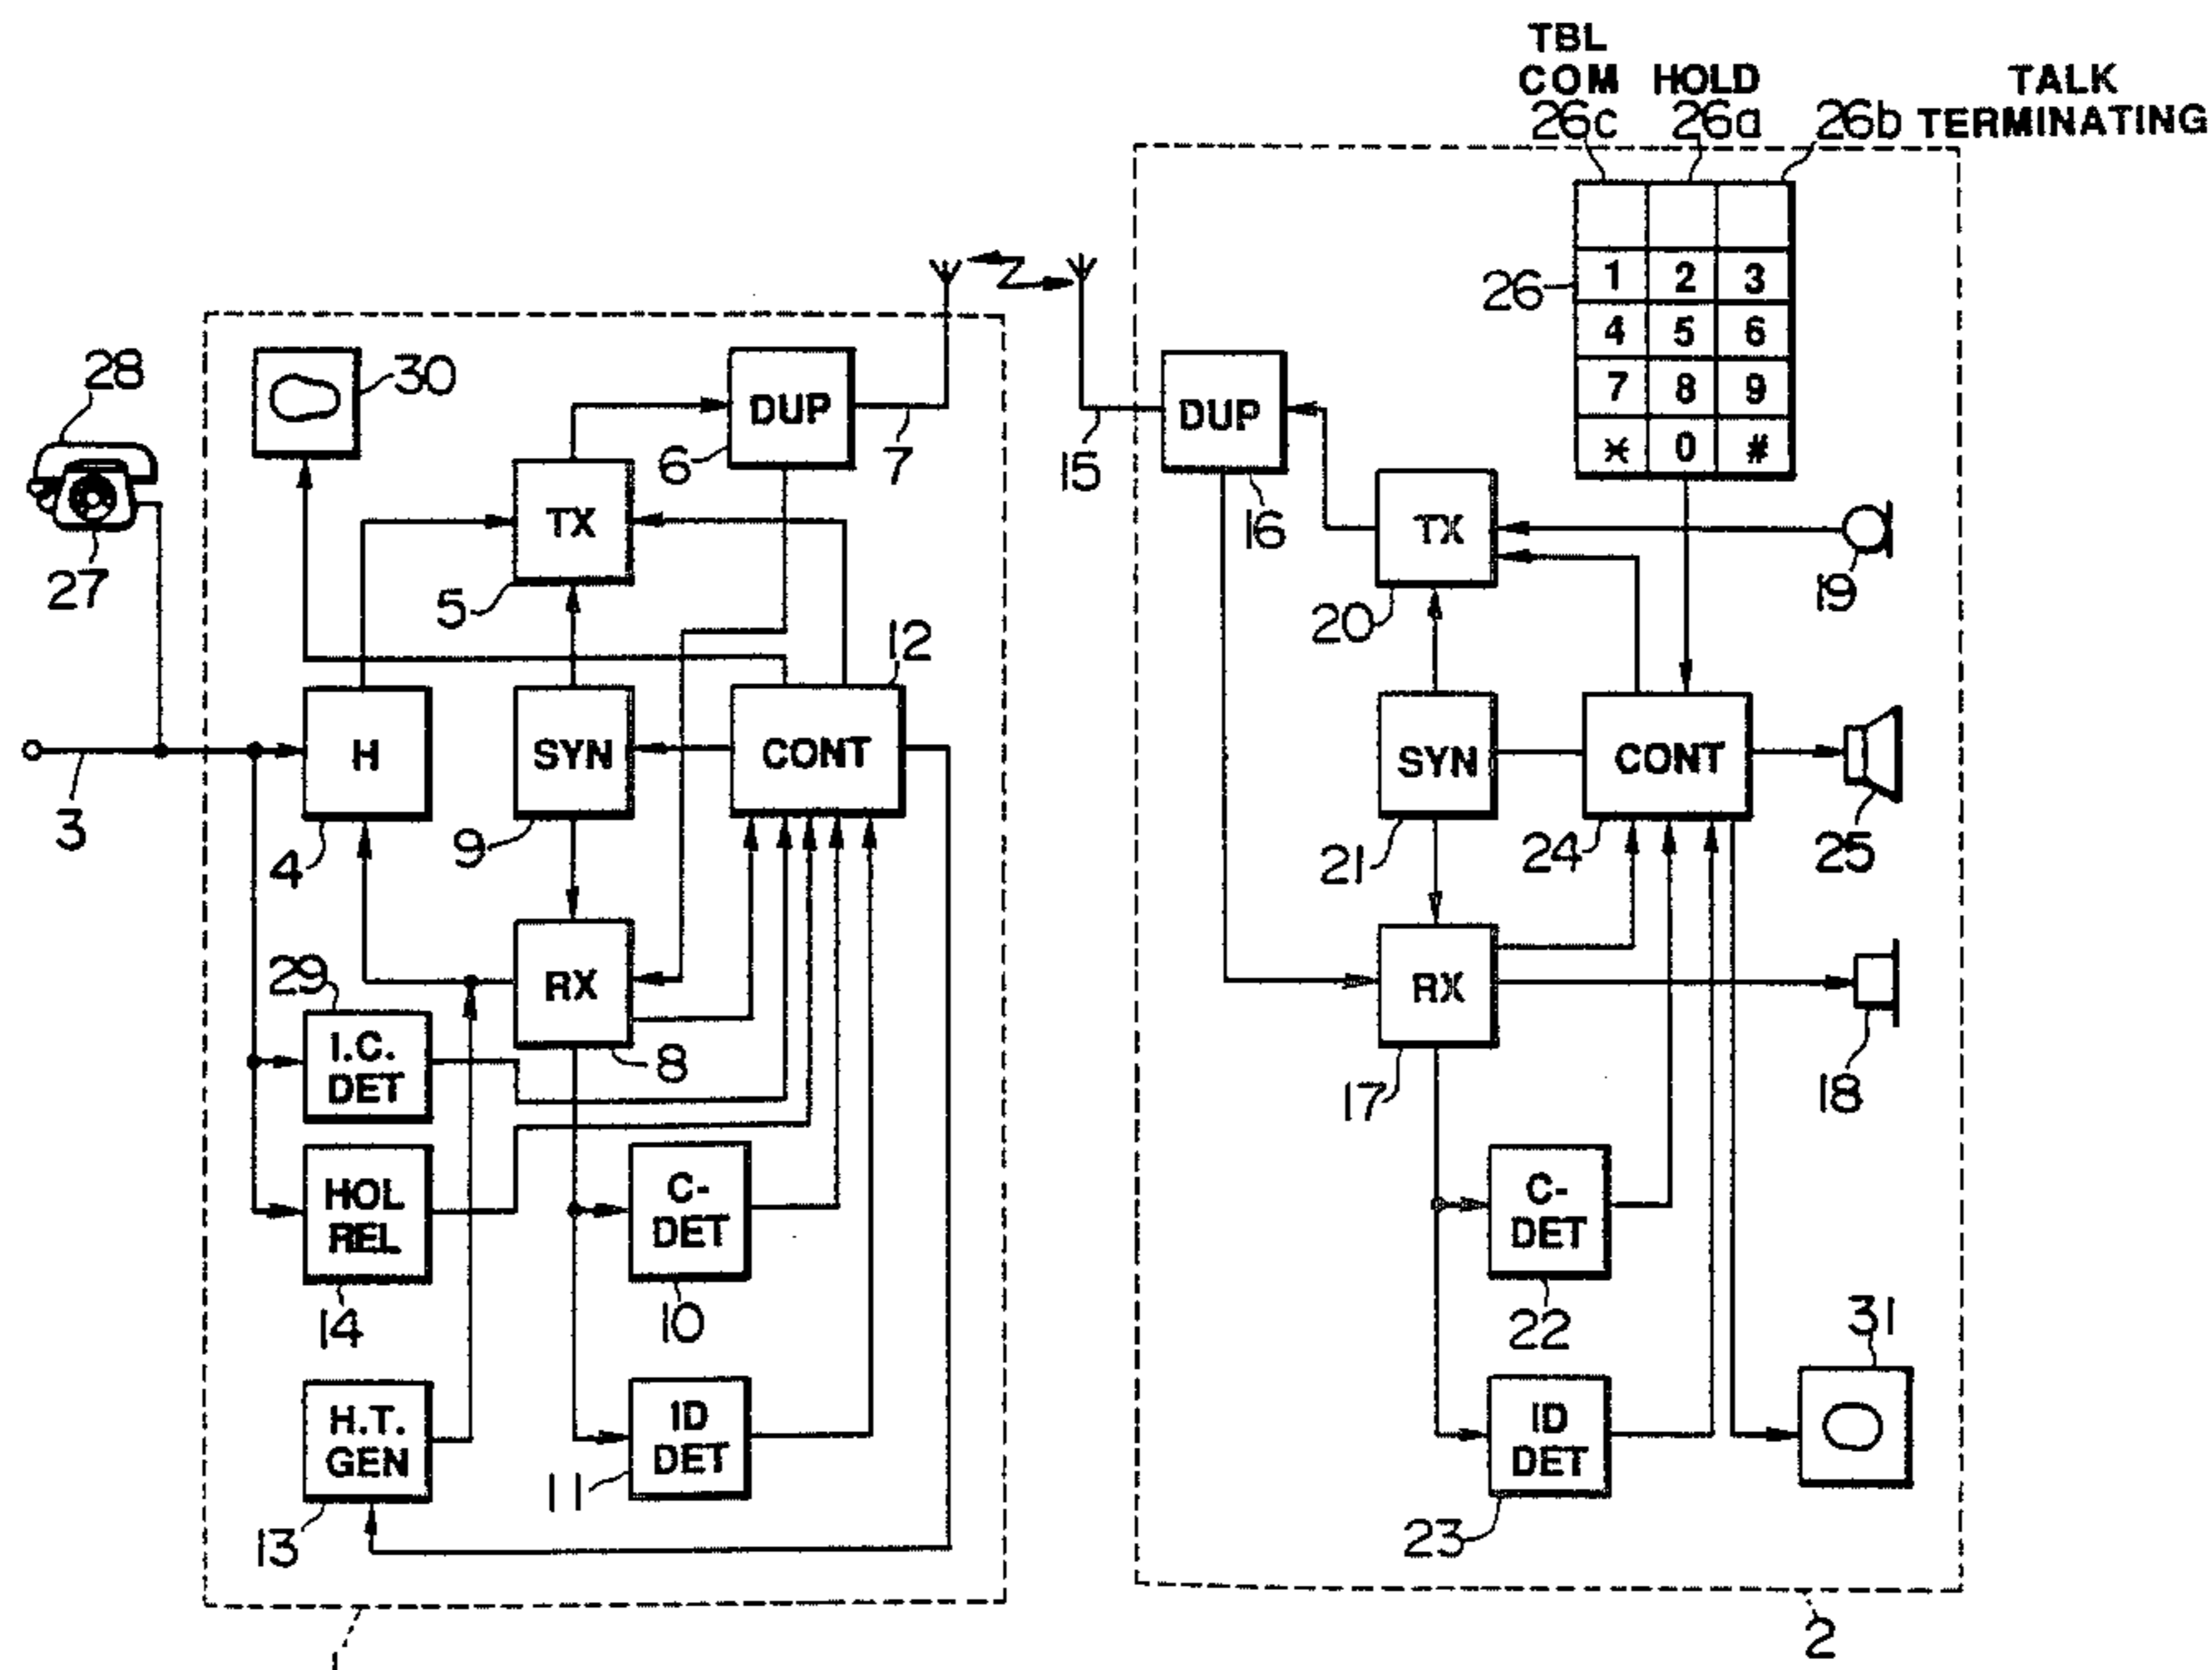 TBL
COM HOLD TALK
26c 26a 26b TERMINATING
1 2 3
26
4 5 6
7 8 9
* 0 #
28
30
DUP
6
7
15
DUP
16
27
TX
5
TX
20
19
12
3
H
4
SYN
9
CONT
SYN
21
CONT
24
25
29
RX
8
RX
17
18
I.C.
DET
HOL
REL
14
C-
DET
10
C-
DET
22
31
H.T.
GEN
13
ID
DET
11
ID
DET
23
1
2